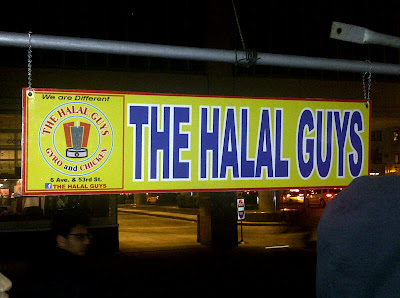 We are Different
THE HALAL GUYS
GYRO and CHICKEN
6 Ave. & 53rd St.
f THE HALAL GUYS
THE HALAL GUYS